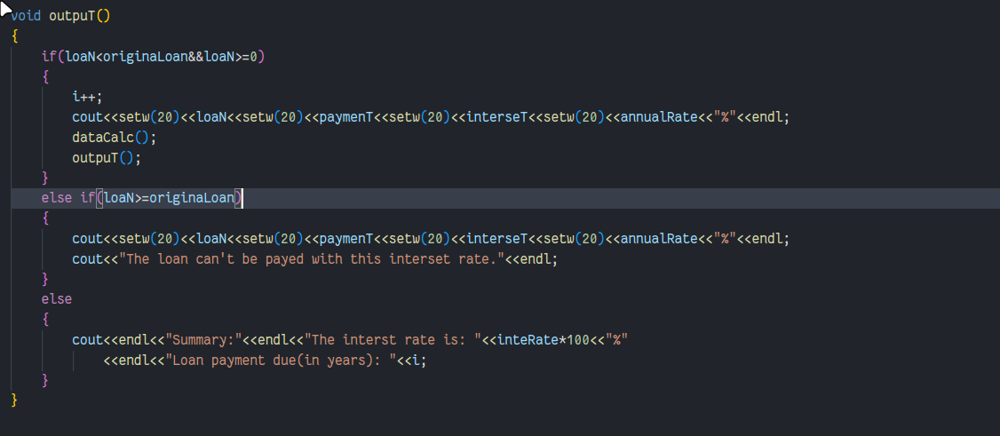 void outpuT()
{
    if(loaN<originaLoan&&loaN>=0)
    {
        i++;
        cout<<setw(20)<<loaN<<setw(20)<<paymenT<<setw(20)<<interseT<<setw(20)<<annualRate<<"%"<<endl;
        dataCalc();
        outpuT();
    }
    else if(loaN>=originaLoan)
    {
        cout<<setw(20)<<loaN<<setw(20)<<paymenT<<setw(20)<<interseT<<setw(20)<<annualRate<<"%"<<endl;
        cout<<"The loan can't be payed with this interset rate."<<endl;
    }
    else
    {
        cout<<endl<<"Summary:"<<endl<<"The interst rate is: "<<inteRate*100<<"%"
            <<endl<<"Loan payment due(in years): "<<i;
    }
}